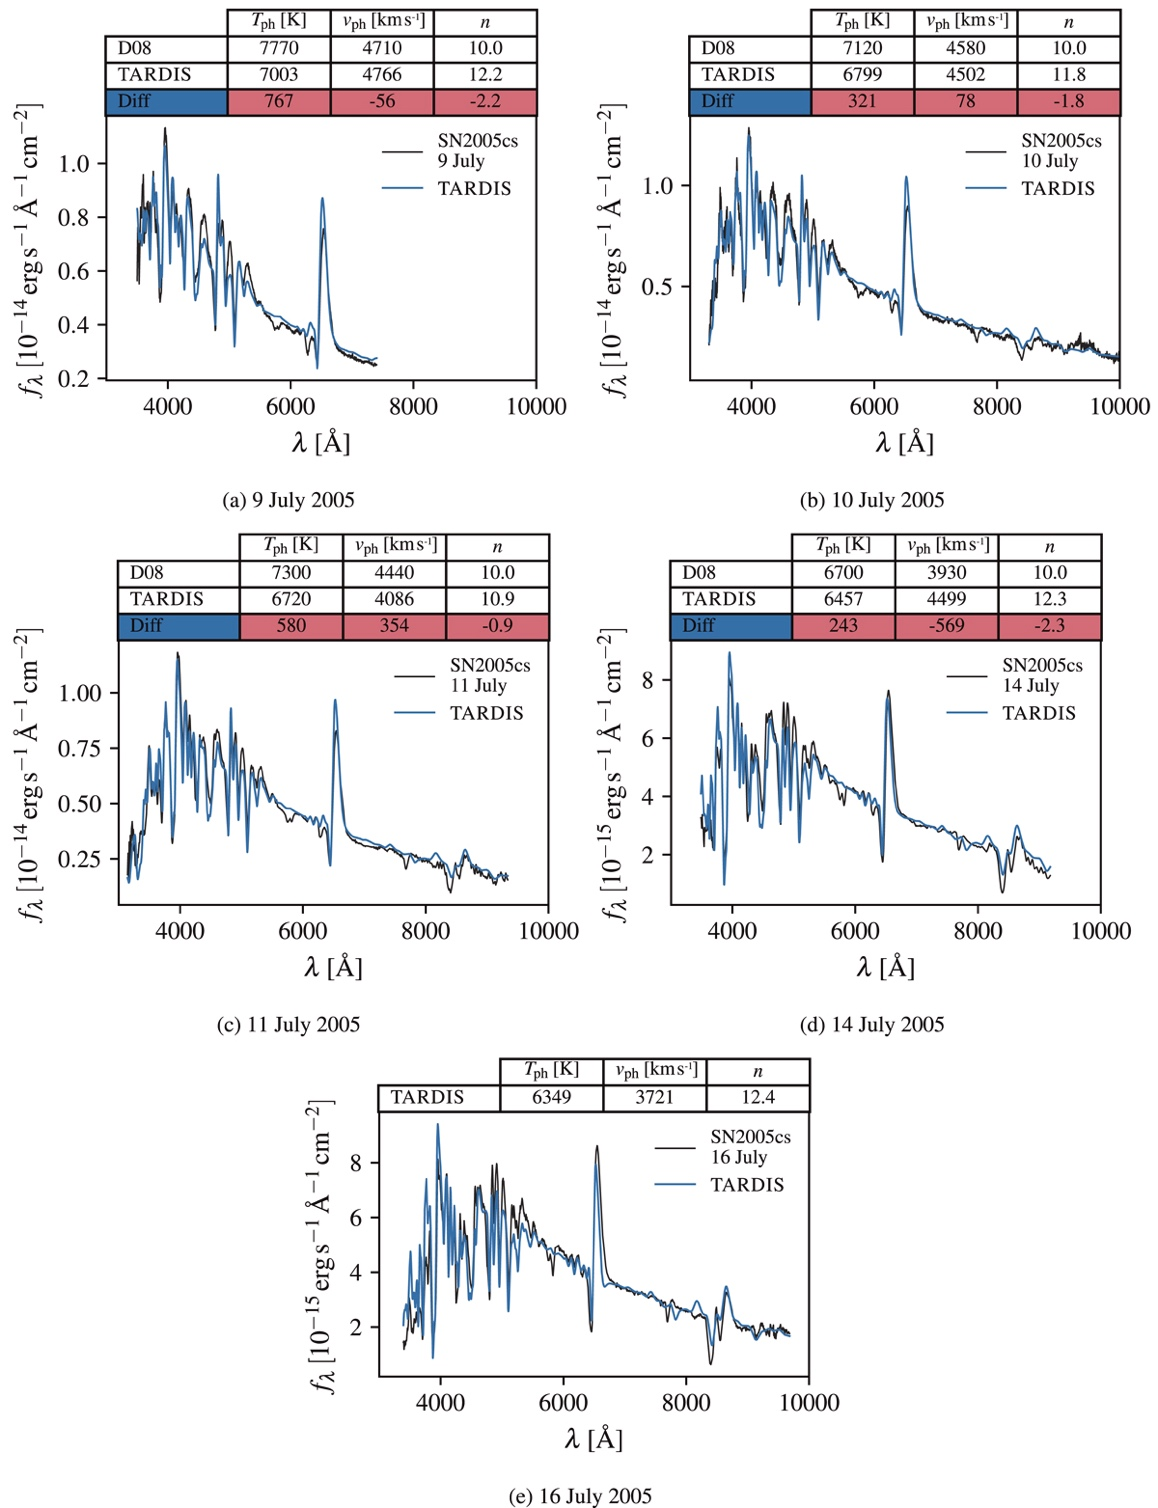 T_ph [K] v_ph [km s⁻¹] n
D08 7770 4710 10.0
TARDIS 7003 4766 12.2
Diff 767 -56 -2.2
SN2005cs
9 July
TARDIS
1.0
0.8
0.6
0.4
0.2
f_λ [10⁻¹⁴ erg s⁻¹ Å⁻¹ cm⁻²]
4000 6000 8000 10000
λ [Å]
(a) 9 July 2005
T_ph [K] v_ph [km s⁻¹] n
D08 7120 4580 10.0
TARDIS 6799 4502 11.8
Diff 321 78 -1.8
SN2005cs
10 July
TARDIS
1.0
0.5
f_λ [10⁻¹⁴ erg s⁻¹ Å⁻¹ cm⁻²]
4000 6000 8000 10000
λ [Å]
(b) 10 July 2005
T_ph [K] v_ph [km s⁻¹] n
D08 7300 4440 10.0
TARDIS 6720 4086 10.9
Diff 580 354 -0.9
SN2005cs
11 July
TARDIS
1.00
0.75
0.50
0.25
f_λ [10⁻¹⁴ erg s⁻¹ Å⁻¹ cm⁻²]
4000 6000 8000 10000
λ [Å]
(c) 11 July 2005
T_ph [K] v_ph [km s⁻¹] n
D08 6700 3930 10.0
TARDIS 6457 4499 12.3
Diff 243 -569 -2.3
SN2005cs
14 July
TARDIS
8
6
4
2
f_λ [10⁻¹⁵ erg s⁻¹ Å⁻¹ cm⁻²]
4000 6000 8000 10000
λ [Å]
(d) 14 July 2005
T_ph [K] v_ph [km s⁻¹] n
TARDIS 6349 3721 12.4
SN2005cs
16 July
TARDIS
8
6
4
2
f_λ [10⁻¹⁵ erg s⁻¹ Å⁻¹ cm⁻²]
4000 6000 8000 10000
λ [Å]
(e) 16 July 2005